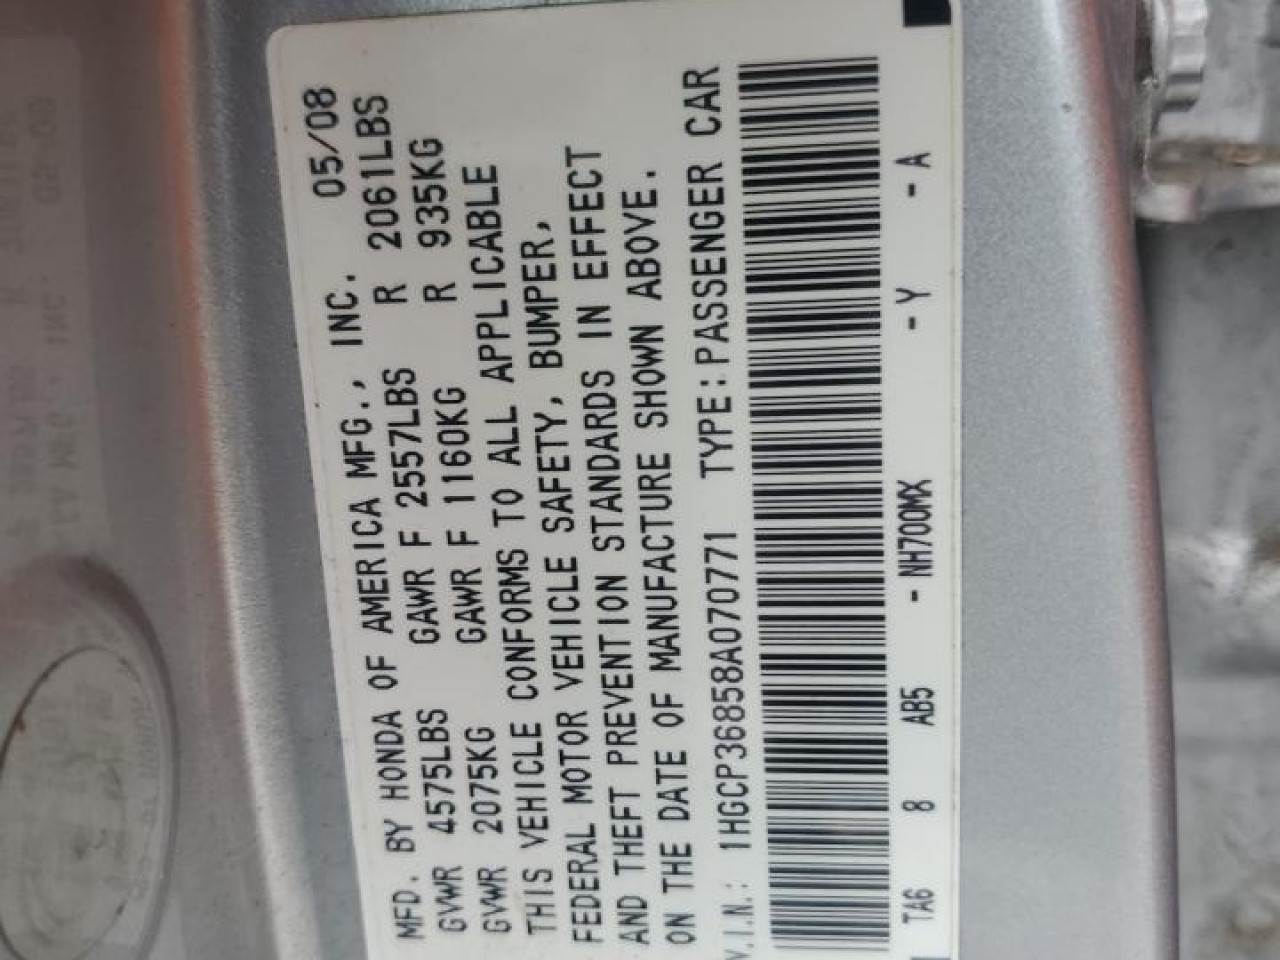 MFD. BY HONDA OF AMERICA MFG., INC. 05/08
GVWR 4575LBS GAWR F 2557LBS R 2061LBS
GVWR 2075KG GAWR F 1160KG R 935KG
THIS VEHICLE CONFORMS TO ALL APPLICABLE
FEDERAL MOTOR VEHICLE SAFETY, BUMPER,
AND THEFT PREVENTION STANDARDS IN EFFECT
ON THE DATE OF MANUFACTURE SHOWN ABOVE.
V.I.N.: 1HGCP36858A070771 TYPE:PASSENGER CAR
TA6 8 AB5 - NH700MX - Y - A